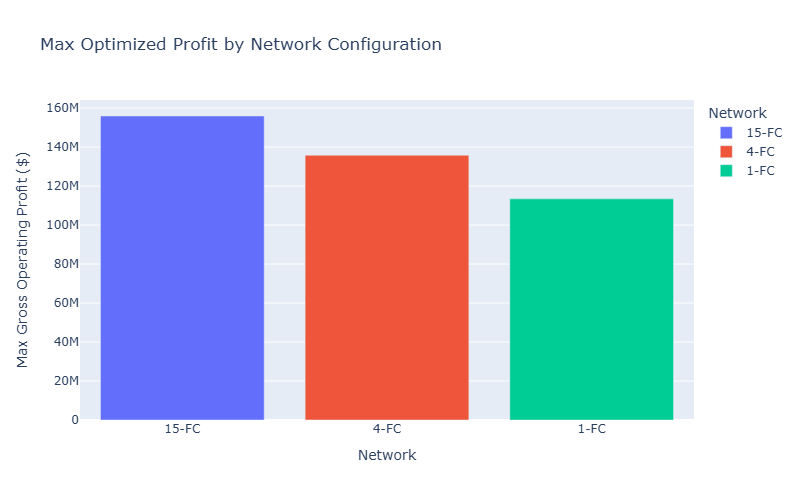 Max Optimized Profit by Network Configuration
160M
140M
120M
100M
80M
60M
40M
20M
0
Max Gross Operating Profit ($)
15-FC
4-FC
1-FC
Network
Network
15-FC
4-FC
1-FC